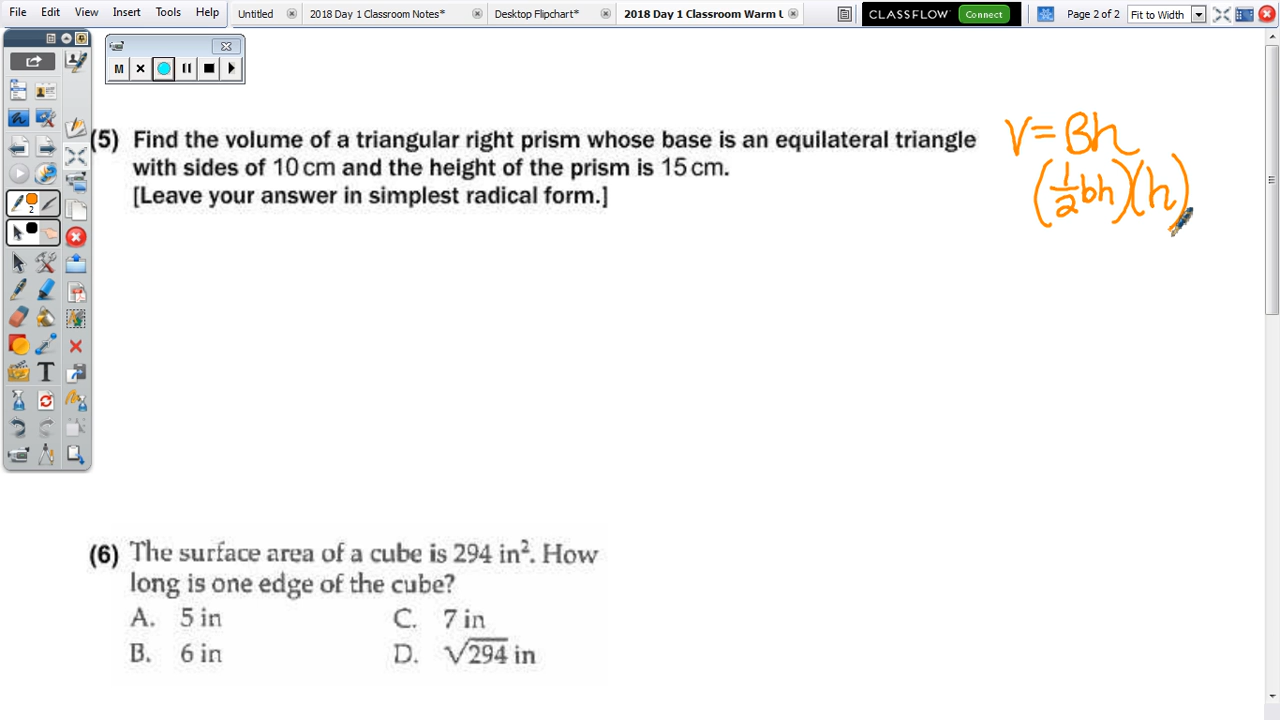 File Edit View Insert Tools Help Untitled 2018 Day 1 Classroom Notes* Desktop Flipchart* 2018 Day 1 Classroom Warm U CLASSFLOW Connect Page 2 of 2 Fit to Width
M
2
T
(5) Find the volume of a triangular right prism whose base is an equilateral triangle
with sides of 10 cm and the height of the prism is 15 cm.
[Leave your answer in simplest radical form.]
V = Bh
(1/2 bh)(h)
(6) The surface area of a cube is 294 in². How
long is one edge of the cube?
A. 5 in C. 7 in
B. 6 in D. √294 in